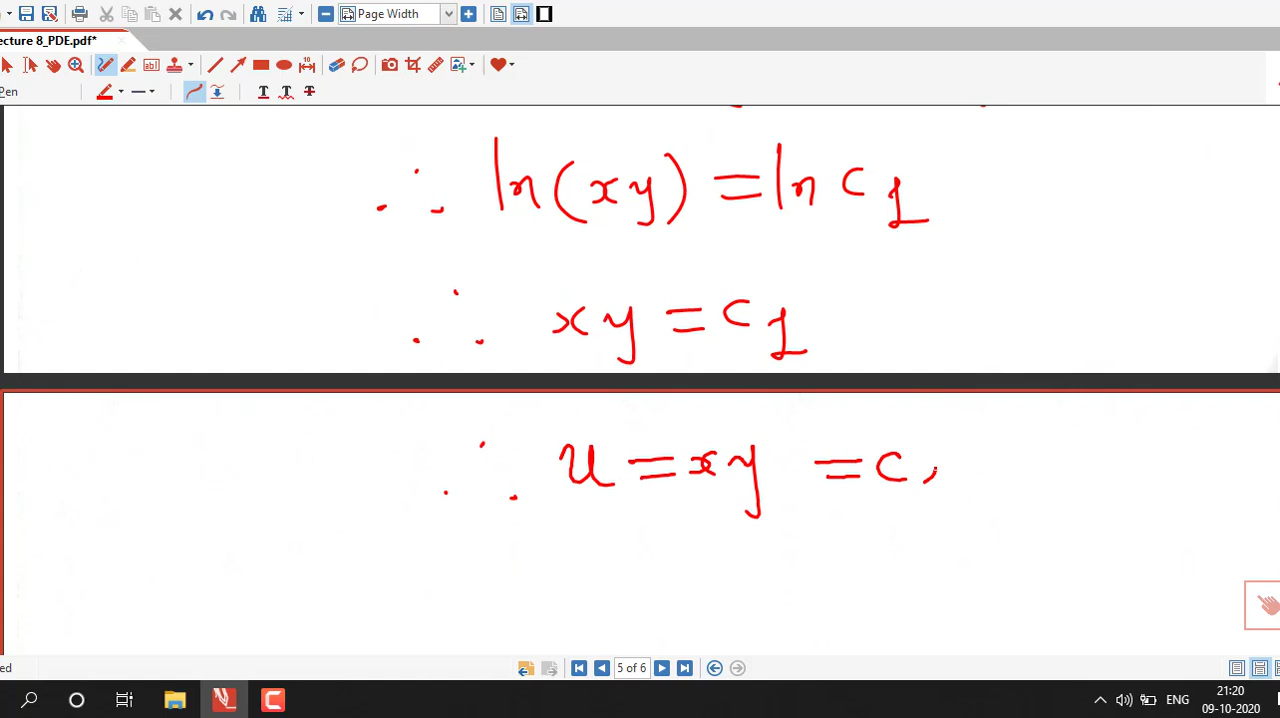 Page Width
ecture 8_PDE.pdf*
Pen
∴ ln(xy) = ln c1
∴ xy = c1
∴ u = xy = c
5 of 6
ENG
21:20
09-10-2020